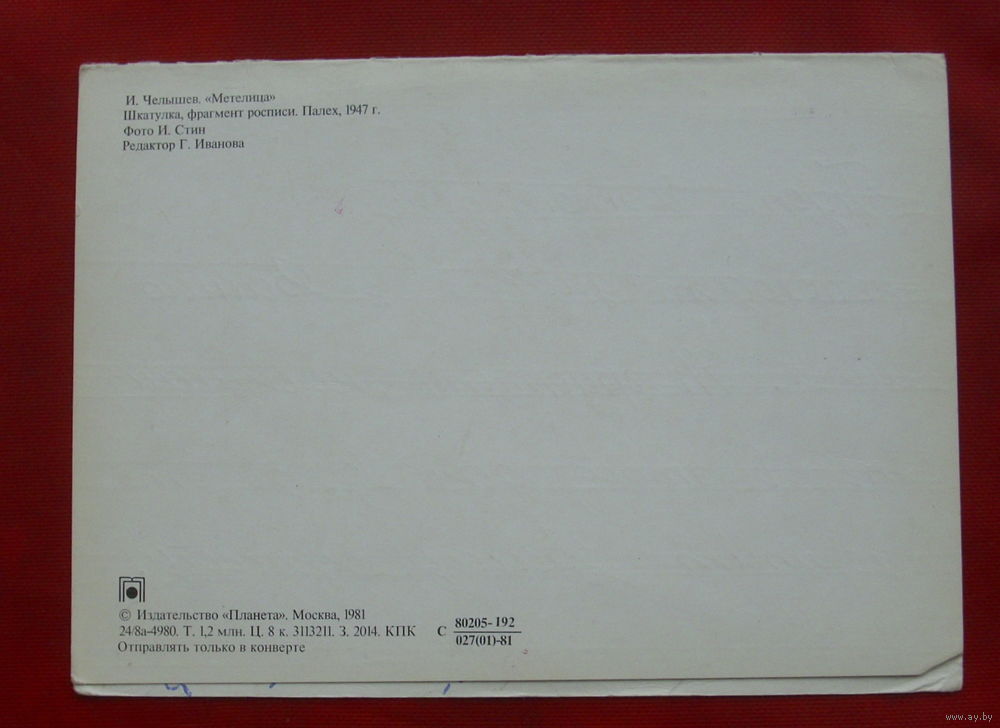 И. Челышев. «Метелица»
Шкатулка, фрагмент росписи. Палех, 1947 г.
Фото И. Стин
Редактор Г. Иванова
© Издательство «Планета». Москва, 1981
24/8а-4980. Т. 1,2 млн. Ц. 8 к. 3113211. З. 2014. КПК
Отправлять только в конверте
С 80205-192
027(01)-81
www.ay.by